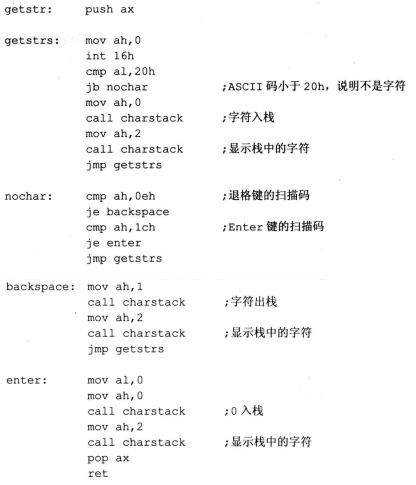 getstr: push ax
getstrs: mov ah,0
int 16h
cmp al,20h
jb nochar ;ASCII 码小于 20h，说明不是字符
mov ah,0
call charstack ;字符入栈
mov ah,2
call charstack ;显示栈中的字符
jmp getstrs
nochar: cmp ah,0eh ;退格键的扫描码
je backspace
cmp ah,1ch ;Enter 键的扫描码
je enter
jmp getstrs
backspace: mov ah,1
call charstack ;字符出栈
mov ah,2
call charstack ;显示栈中的字符
jmp getstrs
enter: mov al,0
mov ah,0
call charstack ;0 入栈
mov ah,2
call charstack ;显示栈中的字符
pop ax
ret